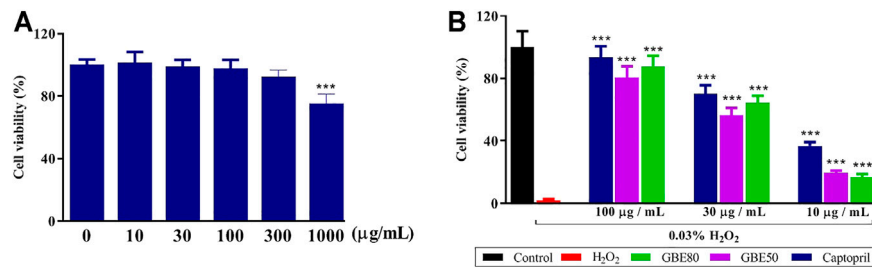 A
Cell viability (%)
120
80
40
0
***
0 10 30 100 300 1000 (μg/mL)
B
Cell viability (%)
120
80
40
0
*** *** ***
*** *** ***
*** *** ***
100 μg / mL 30 μg / mL 10 μg / mL
0.03% H₂O₂
Control H₂O₂ GBE80 GBE50 Captopril